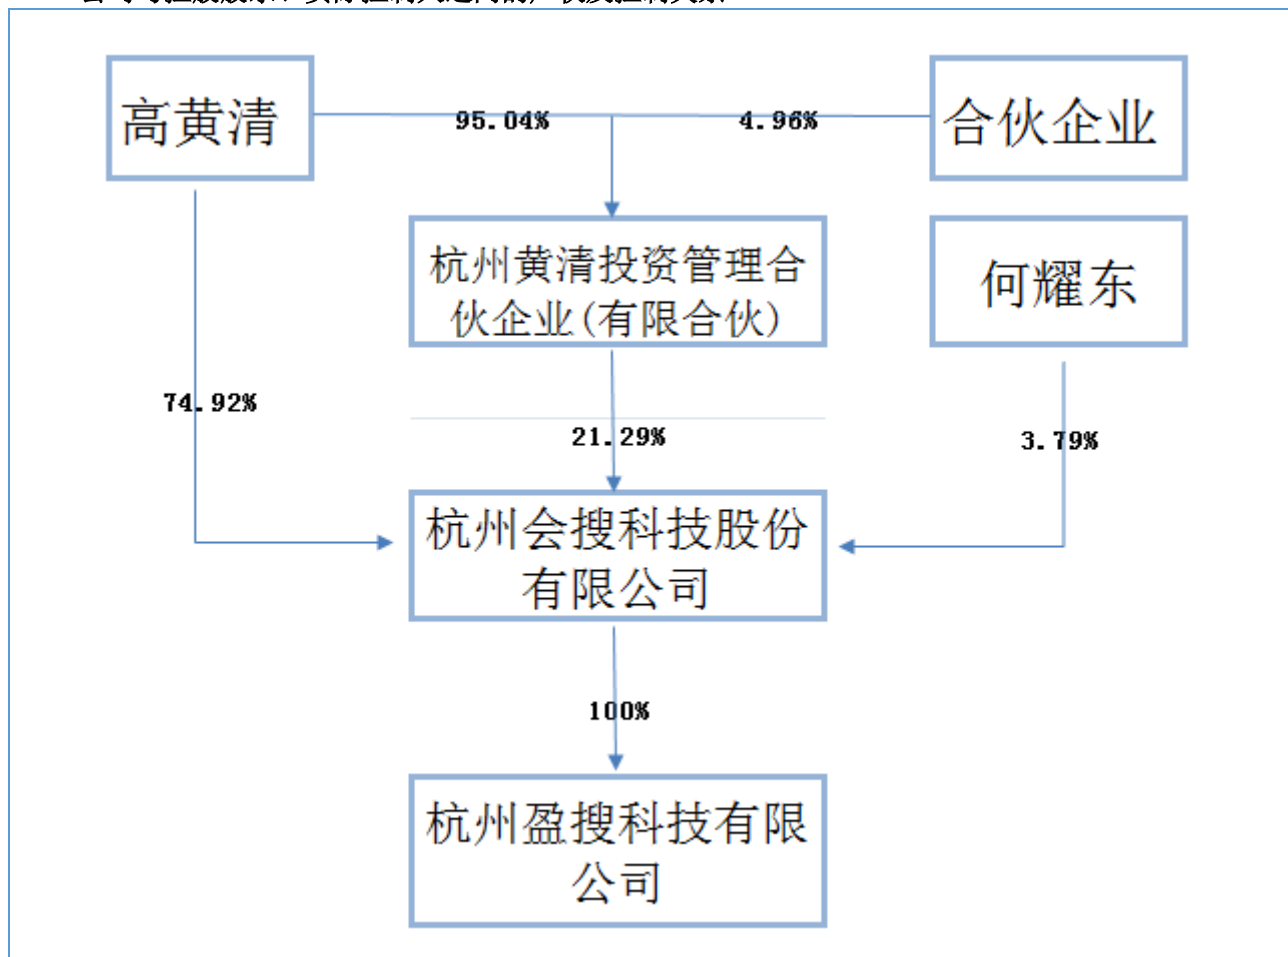 高黄清
95.04%
4.96%
合伙企业
杭州黄清投资管理合
伙企业(有限合伙)
何耀东
74.92%
21.29%
3.79%
杭州会搜科技股份
有限公司
100%
杭州盈搜科技有限
公司